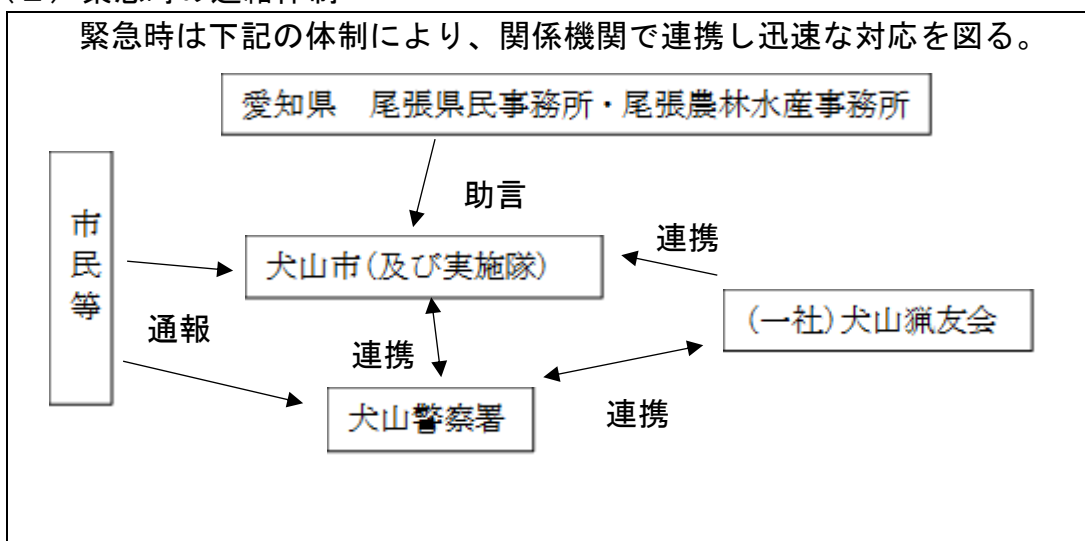 緊急時は下記の体制により、関係機関で連携し迅速な対応を図る。
愛知県　尾張県民事務所・尾張農林水産事務所
助言
市民等
連携
犬山市(及び実施隊)
(一社)犬山猟友会
通報
連携
犬山警察署
連携